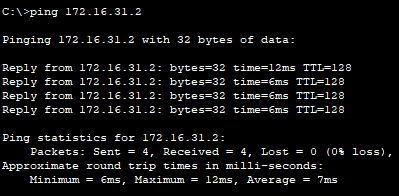 C:\>ping 172.16.31.2
Pinging 172.16.31.2 with 32 bytes of data:
Reply from 172.16.31.2: bytes=32 time=12ms TTL=128
Reply from 172.16.31.2: bytes=32 time=6ms TTL=128
Reply from 172.16.31.2: bytes=32 time=6ms TTL=128
Reply from 172.16.31.2: bytes=32 time=6ms TTL=128
Ping statistics for 172.16.31.2:
    Packets: Sent = 4, Received = 4, Lost = 0 (0% loss),
Approximate round trip times in milli-seconds:
    Minimum = 6ms, Maximum = 12ms, Average = 7ms